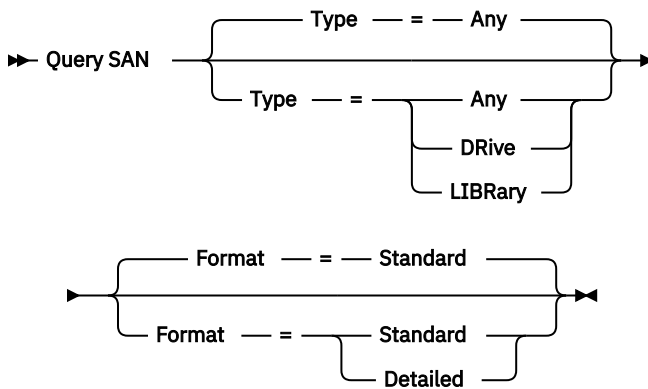 Type = Any
Query SAN
Type = Any
DRive
LIBRary
Format = Standard
Format = Standard
Detailed